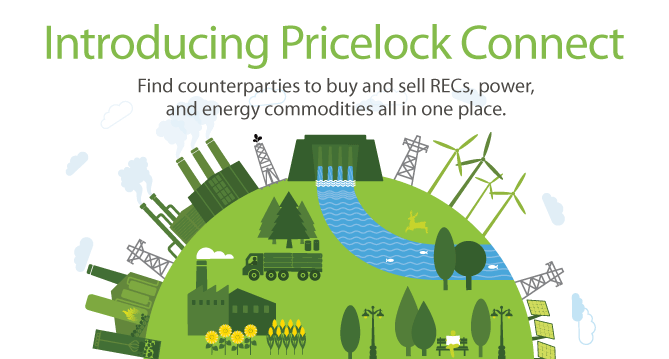 Introducing Pricelock Connect
Find counterparties to buy and sell RECs, power,
and energy commodities all in one place.